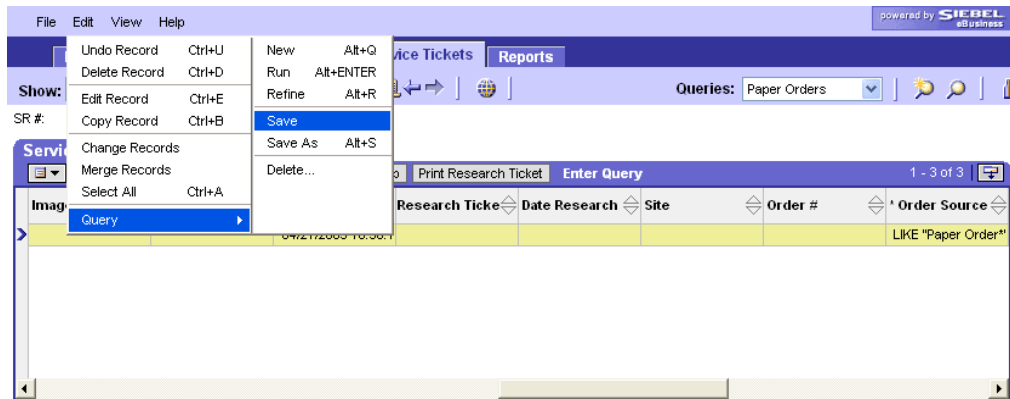 File Edit View Help
powered by SIEBEL
eBusiness
Undo Record Ctrl+U
New Alt+Q
vice Tickets
Reports
Delete Record Ctrl+D
Run Alt+ENTER
Show:
Edit Record Ctrl+E
Refine Alt+R
Queries: Paper Orders
Copy Record Ctrl+B
Save
SR #:
Change Records
Save As Alt+S
Servi
Merge Records
Delete...
Print Research Ticket
Enter Query
1 - 3 of 3
Select All Ctrl+A
Imag
Research Ticke
Date Research
Site
Order #
* Order Source
Query
LIKE "Paper Order*"